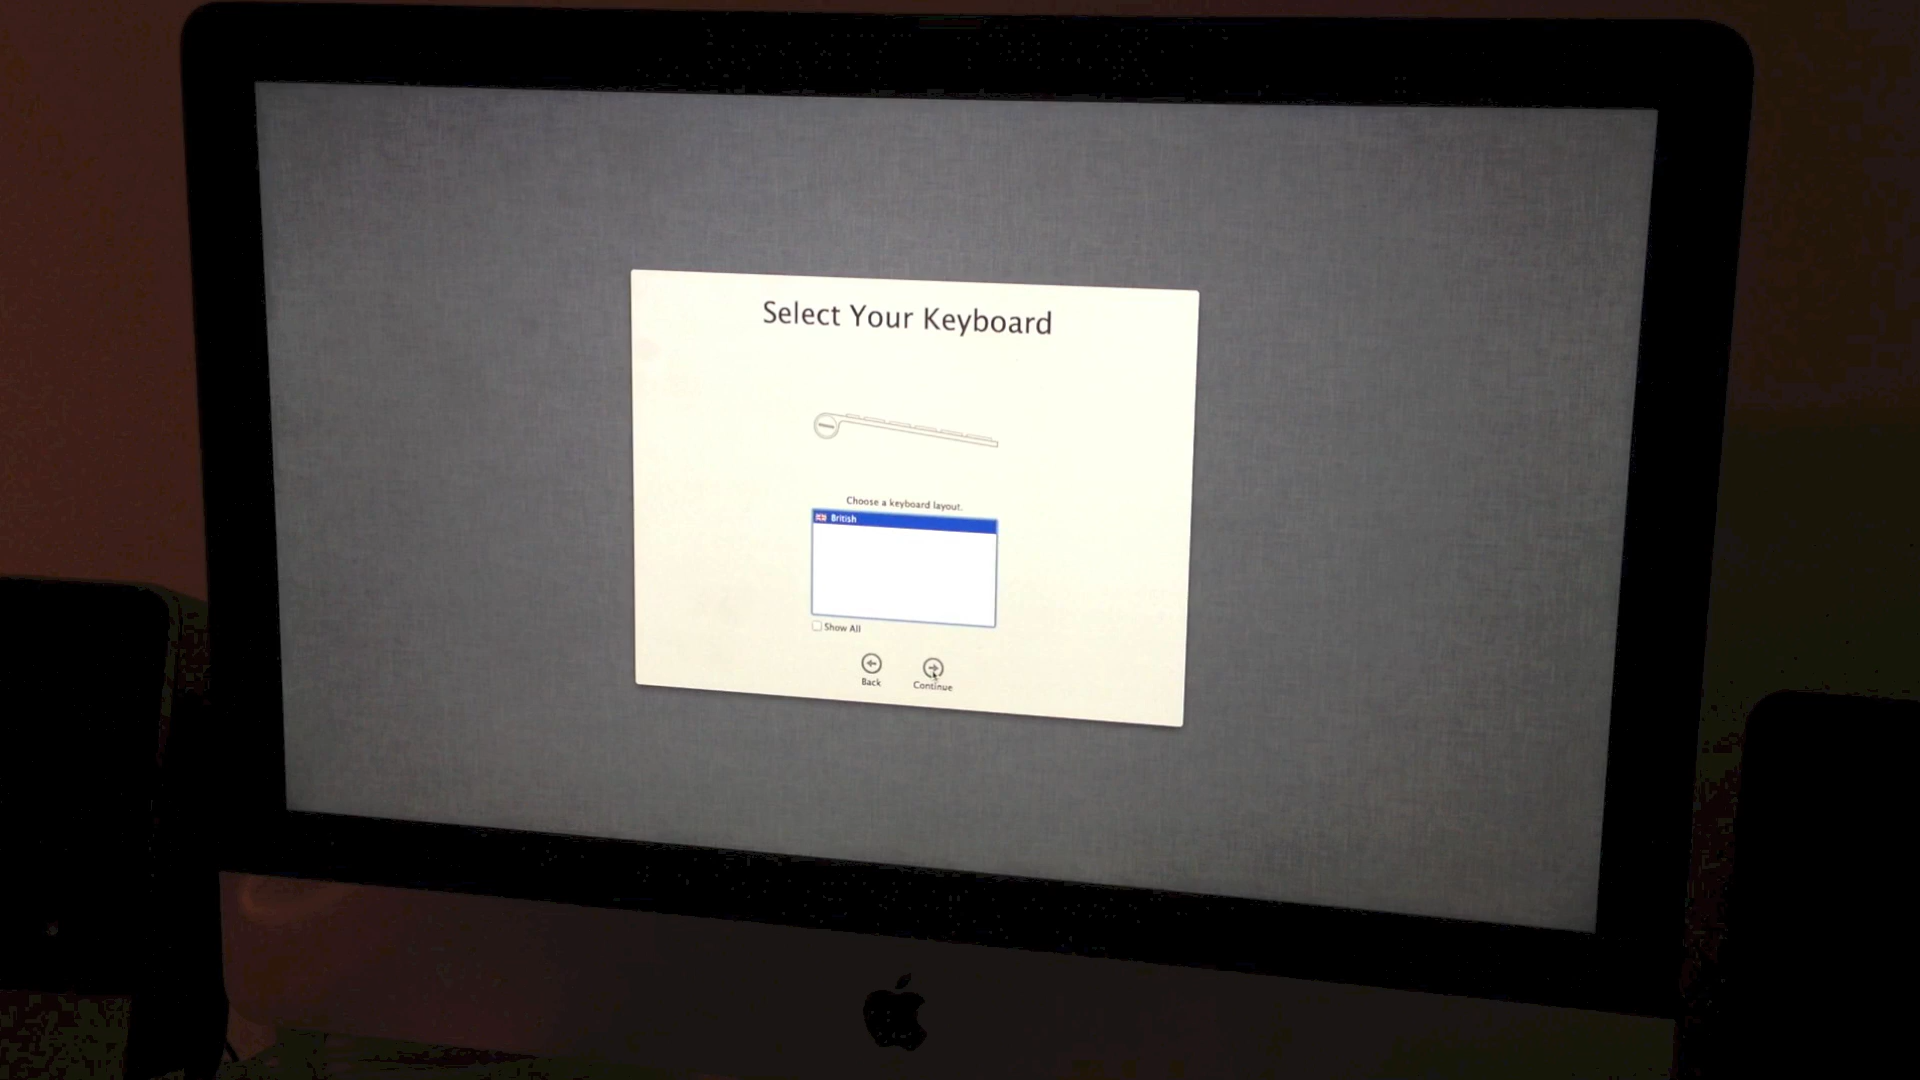 Select Your Keyboard
Choose a keyboard layout.
British
Show All
Back
Continue